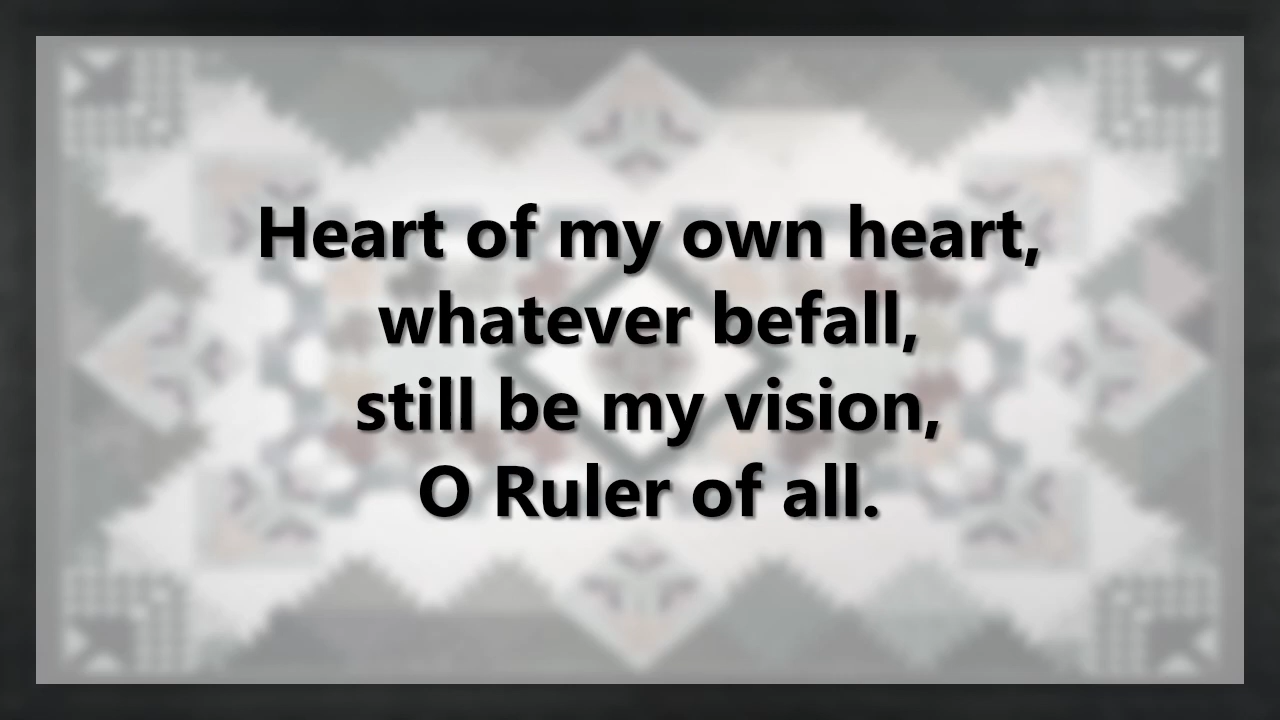 Heart of my own heart,
whatever befall,
still be my vision,
O Ruler of all.